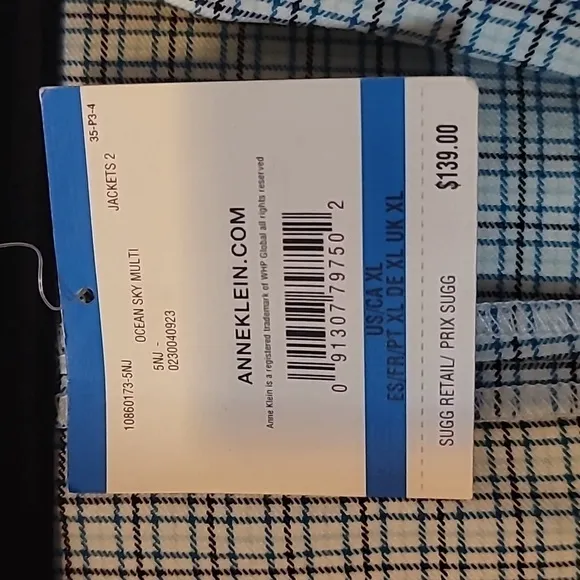 35-P3-4
JACKETS 2
10860173-5NJ OCEAN SKY MULTI
5NJ -
0230040923
ANNEKLEIN.COM
Anne Klein is a registered trademark of WHP Global all rights reserved
0 91307 79750 2
US/CA XL
ES/FR/PT XL DE XL UK XL
SUGG RETAIL/ PRIX SUGG $139.00